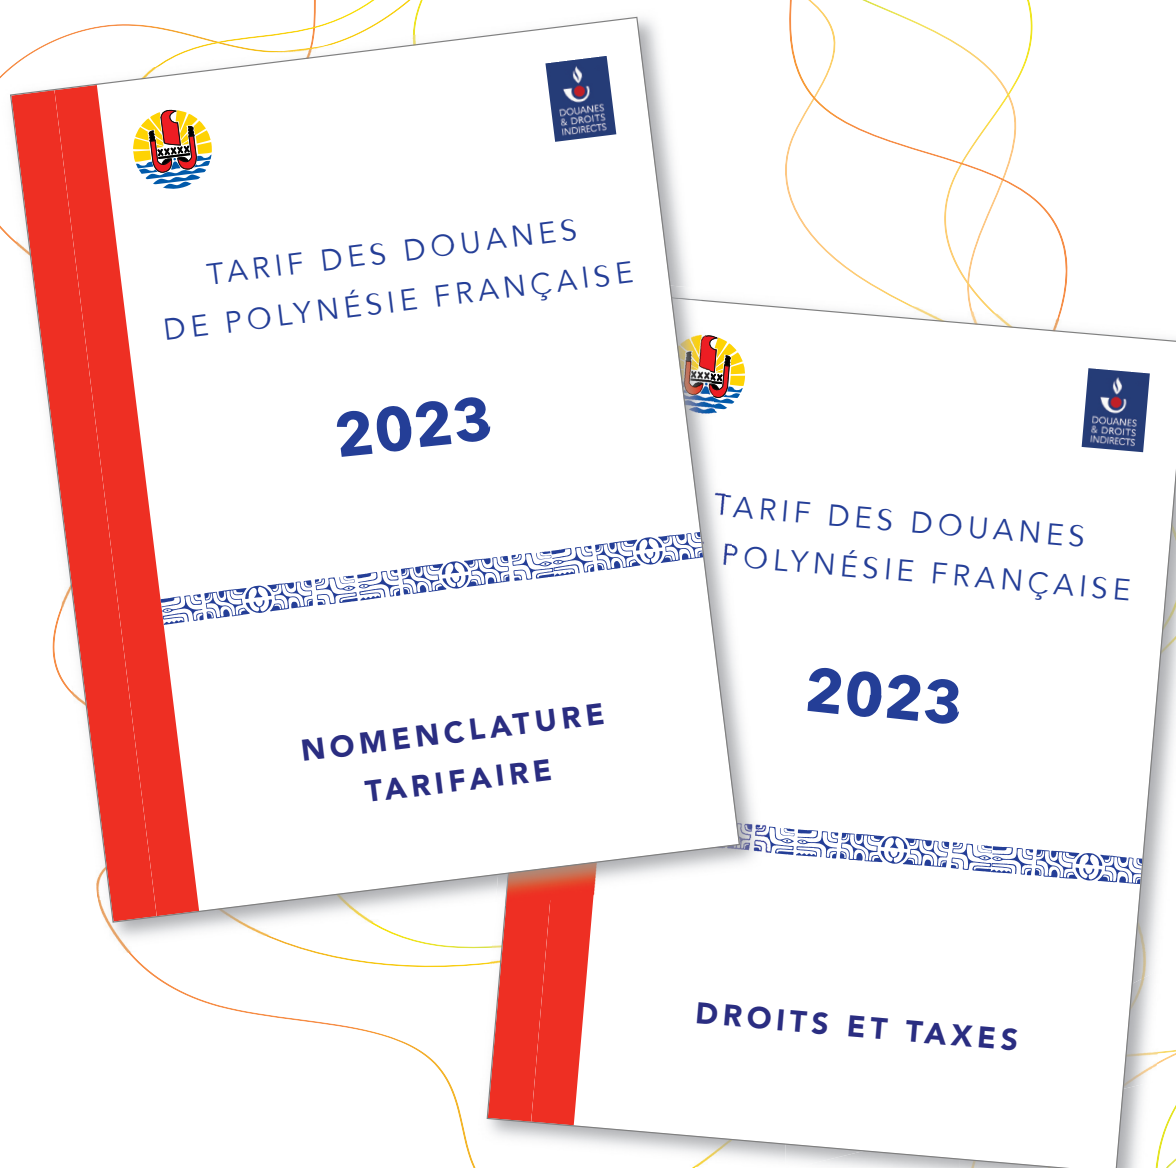 DOUANES
& DROITS
INDIRECTS
TARIF DES DOUANES
DE POLYNÉSIE FRANÇAISE
2023
NOMENCLATURE
TARIFAIRE
DOUANES
& DROITS
INDIRECTS
TARIF DES DOUANES
POLYNÉSIE FRANÇAISE
2023
DROITS ET TAXES